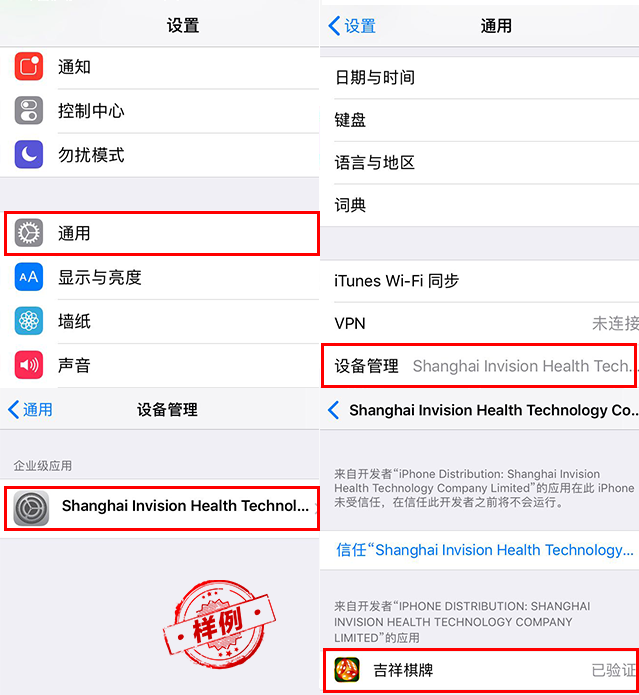 设置
通知
控制中心
勿扰模式
通用
AA
显示与亮度
墙纸
声音
设置
通用
日期与时间
键盘
语言与地区
词典
iTunes Wi-Fi 同步
VPN
未连接
设备管理
Shanghai Invision Health Tech...
通用
设备管理
企业级应用
Shanghai Invision Health Technol...
样例
Shanghai Invision Health Technology Co...
来自开发者“iPhone Distribution: Shanghai Invision
Health Technology Company Limited”的应用在此 iPhone
未受信任，在信任此开发者之前将不会运行。
信任“Shanghai Invision Health Technology...
来自开发者“IPHONE DISTRIBUTION: SHANGHAI
INVISION HEALTH TECHNOLOGY COMPANY
LIMITED”的应用
吉祥棋牌
已验证